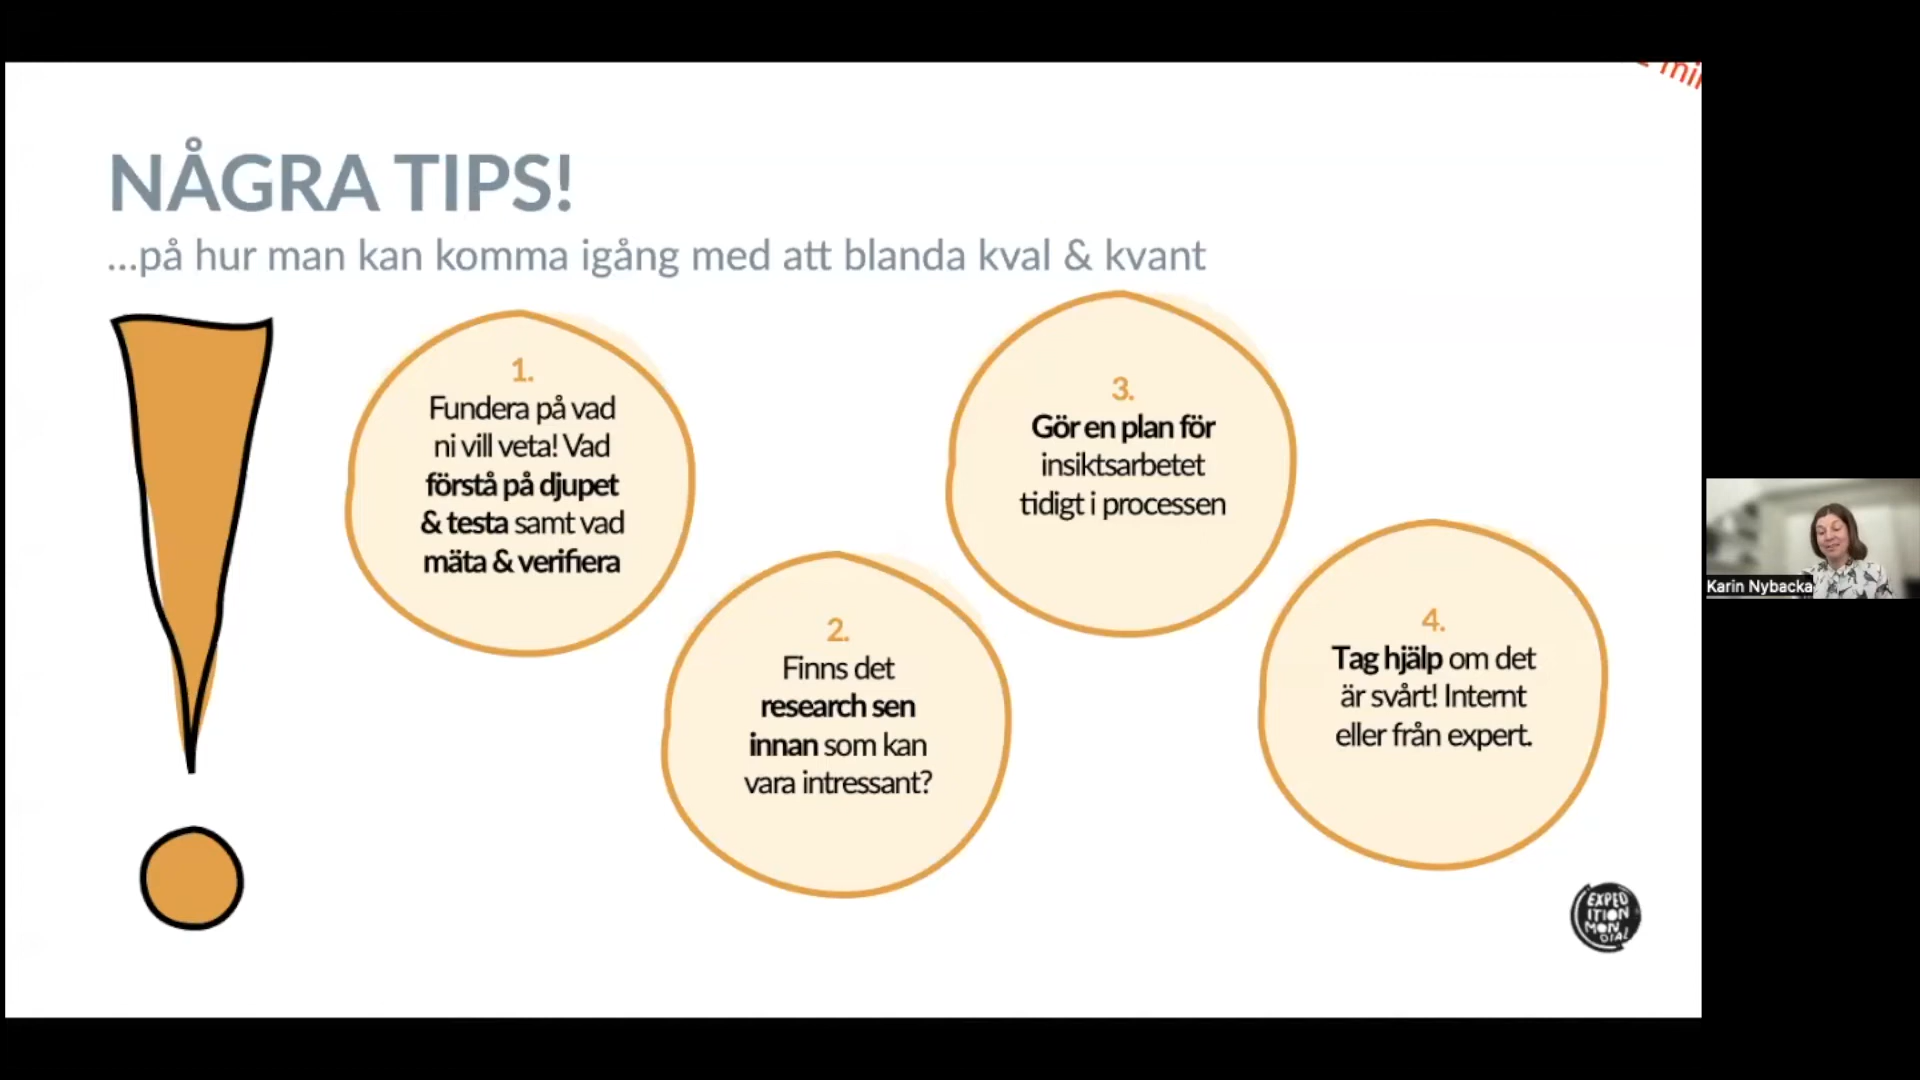 NÅGRA TIPS!
...på hur man kan komma igång med att blanda kval & kvant
1.
Fundera på vad
ni vill veta! Vad
förstå på djupet
& testa samt vad
mäta & verifiera
2.
Finns det
research sen
innan som kan
vara intressant?
3.
Gör en plan för
insiktsarbetet
tidigt i processen
4.
Tag hjälp om det
är svårt! Internt
eller från expert.
EXPED
ITION
MON
DIAL
Karin Nybacka